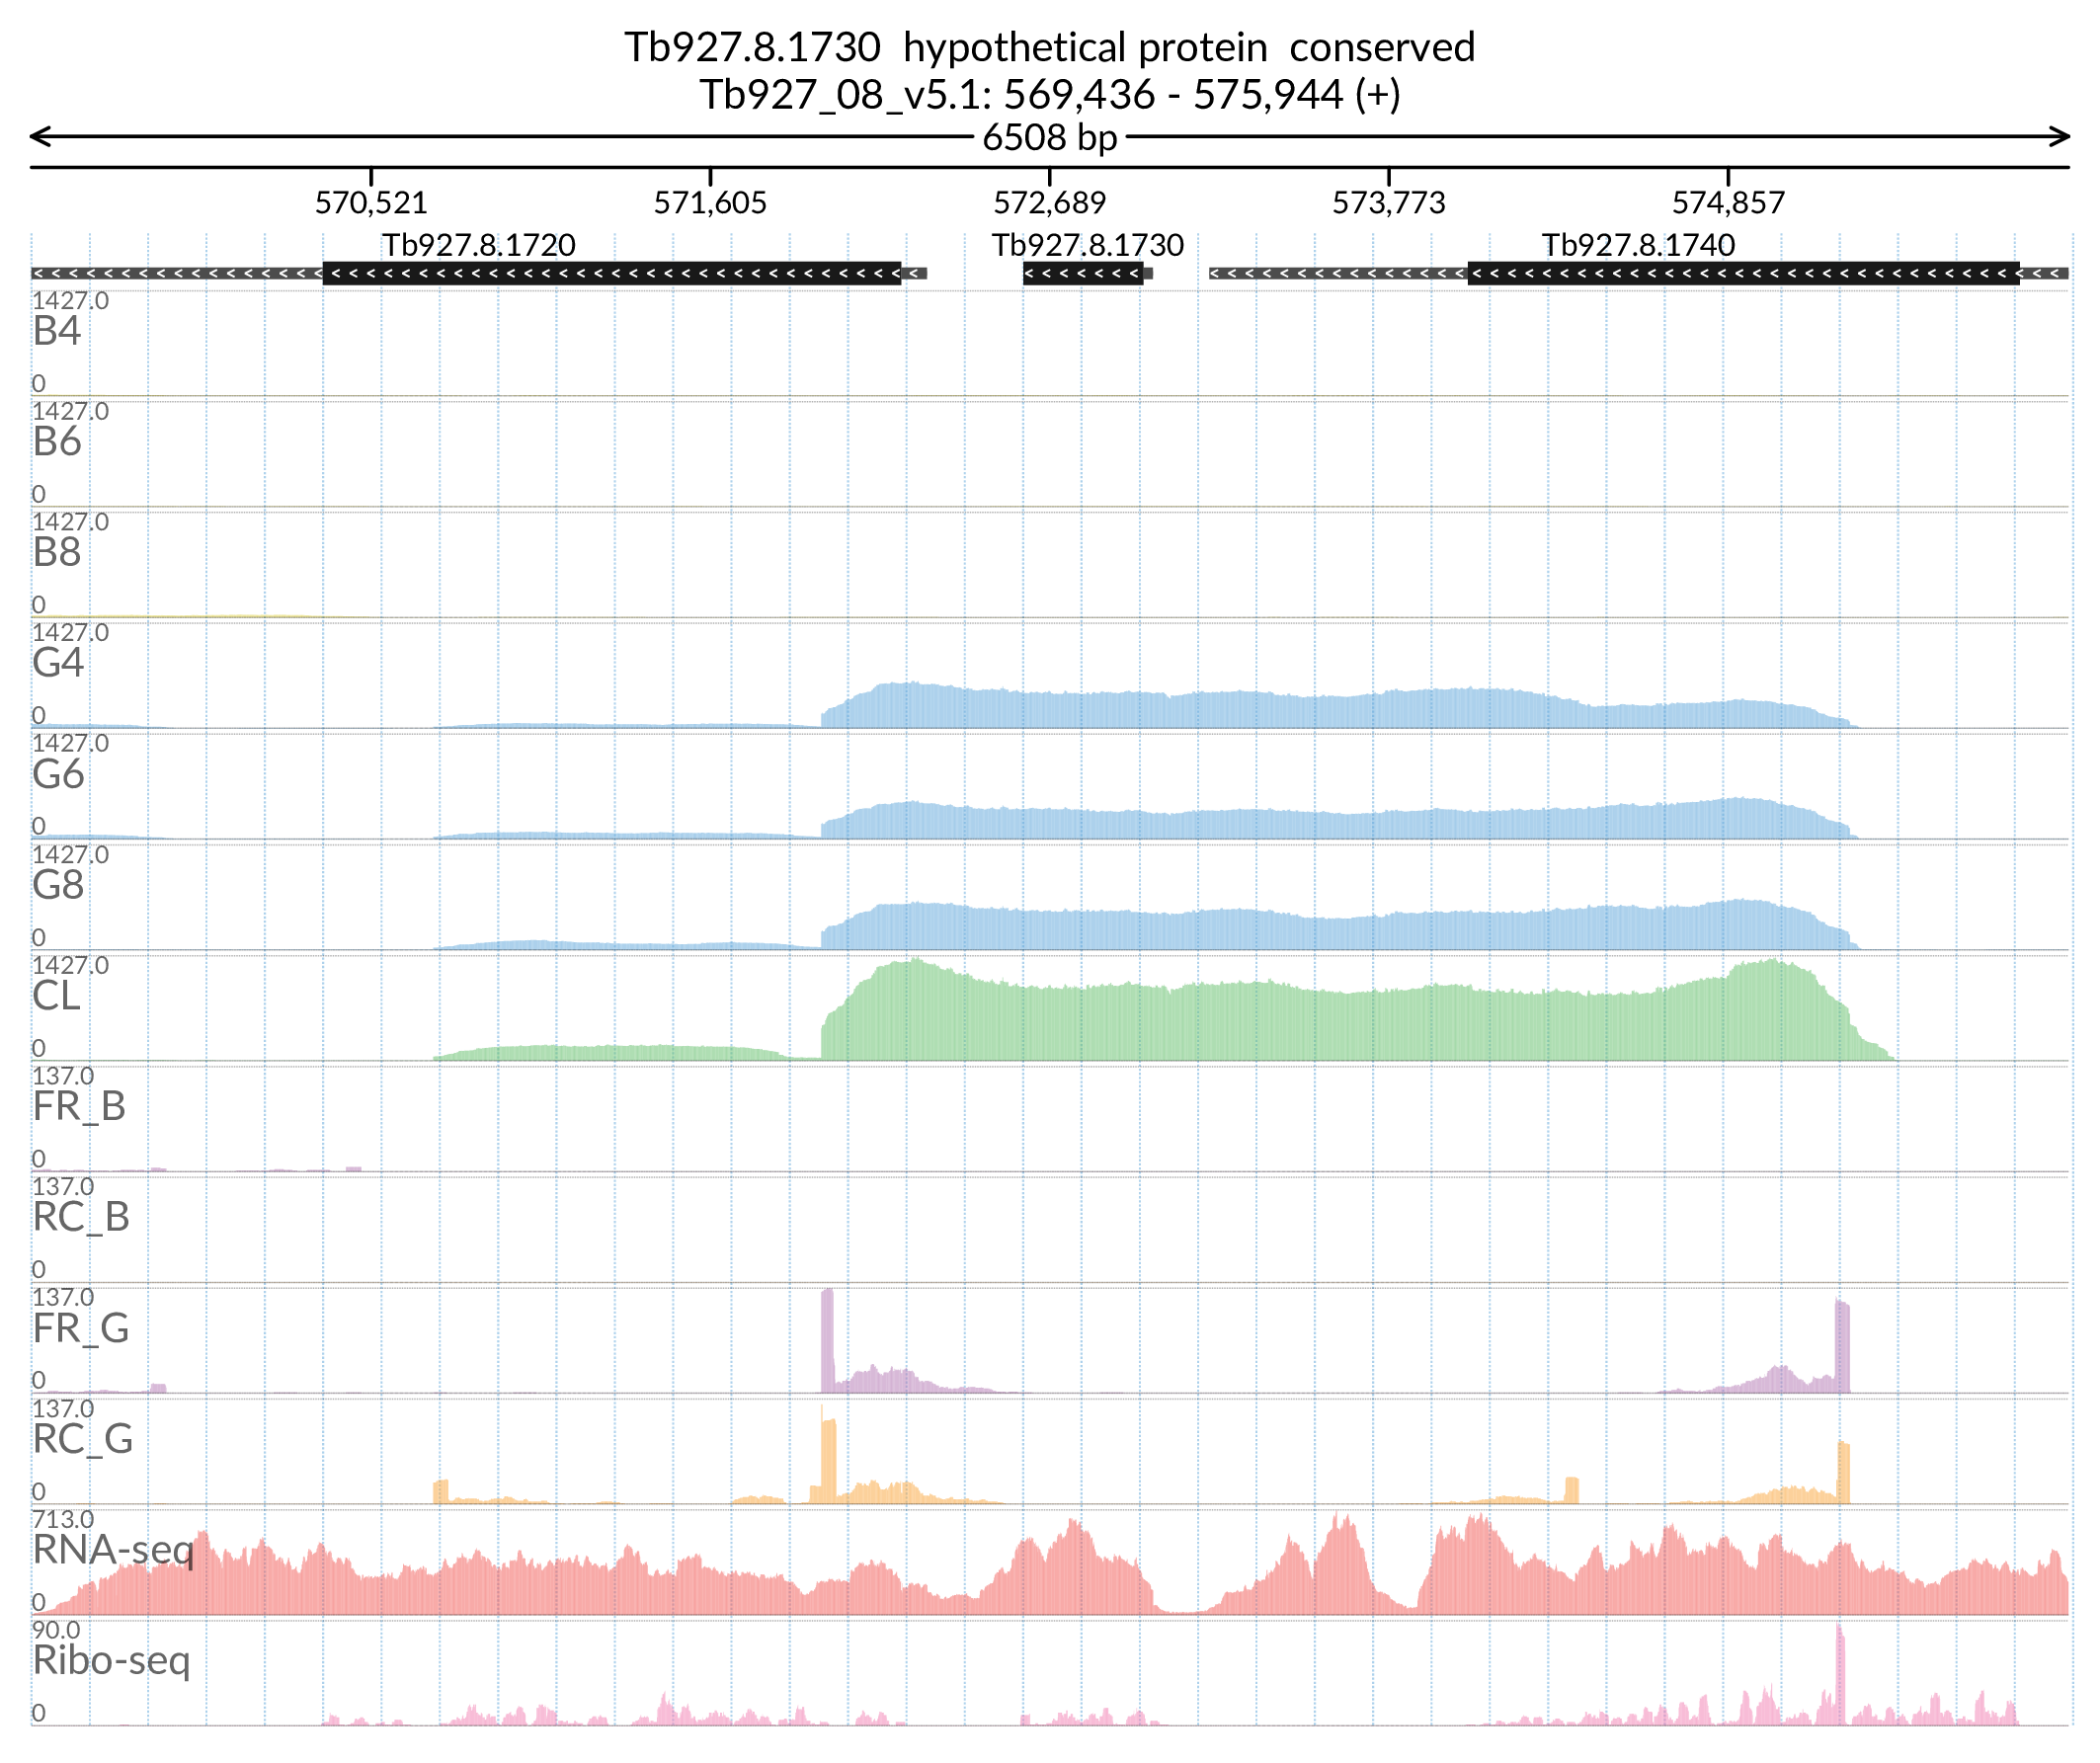 Tb927.8.1730 hypothetical protein conserved
Tb927_08_v5.1: 569,436 - 575,944 (+)
6508 bp
570,521 571,605 572,689 573,773 574,857
Tb927.8.1720 Tb927.8.1730 Tb927.8.1740
1427.0
B4
0
1427.0
B6
0
1427.0
B8
0
1427.0
G4
0
1427.0
G6
0
1427.0
G8
0
1427.0
CL
0
137.0
FR_B
0
137.0
RC_B
0
137.0
FR_G
0
137.0
RC_G
0
713.0
RNA-seq
0
90.0
Ribo-seq
0